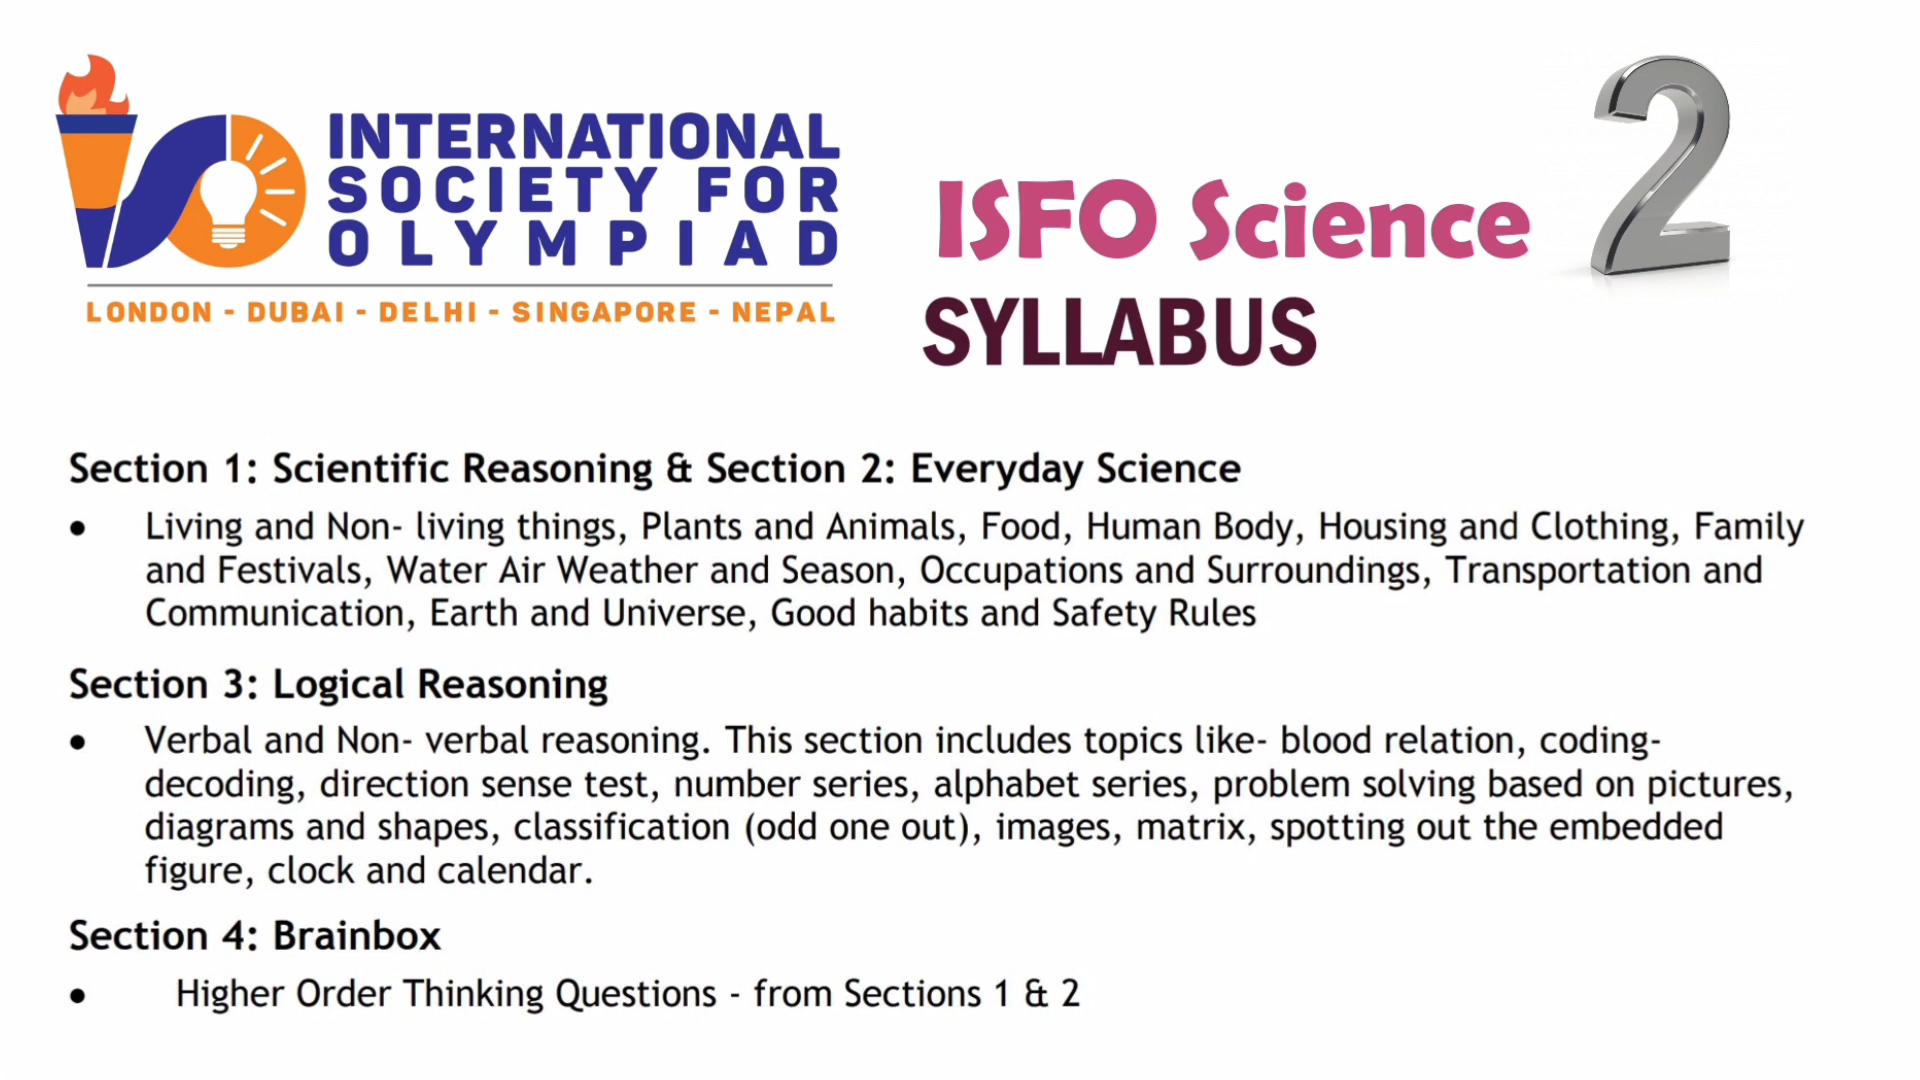 INTERNATIONAL
SOCIETY FOR
OLYMPIAD
LONDON - DUBAI - DELHI - SINGAPORE - NEPAL
ISFO Science 2
SYLLABUS
Section 1: Scientific Reasoning & Section 2: Everyday Science
• Living and Non- living things, Plants and Animals, Food, Human Body, Housing and Clothing, Family
and Festivals, Water Air Weather and Season, Occupations and Surroundings, Transportation and
Communication, Earth and Universe, Good habits and Safety Rules
Section 3: Logical Reasoning
• Verbal and Non- verbal reasoning. This section includes topics like- blood relation, coding-
decoding, direction sense test, number series, alphabet series, problem solving based on pictures,
diagrams and shapes, classification (odd one out), images, matrix, spotting out the embedded
figure, clock and calendar.
Section 4: Brainbox
• Higher Order Thinking Questions - from Sections 1 & 2